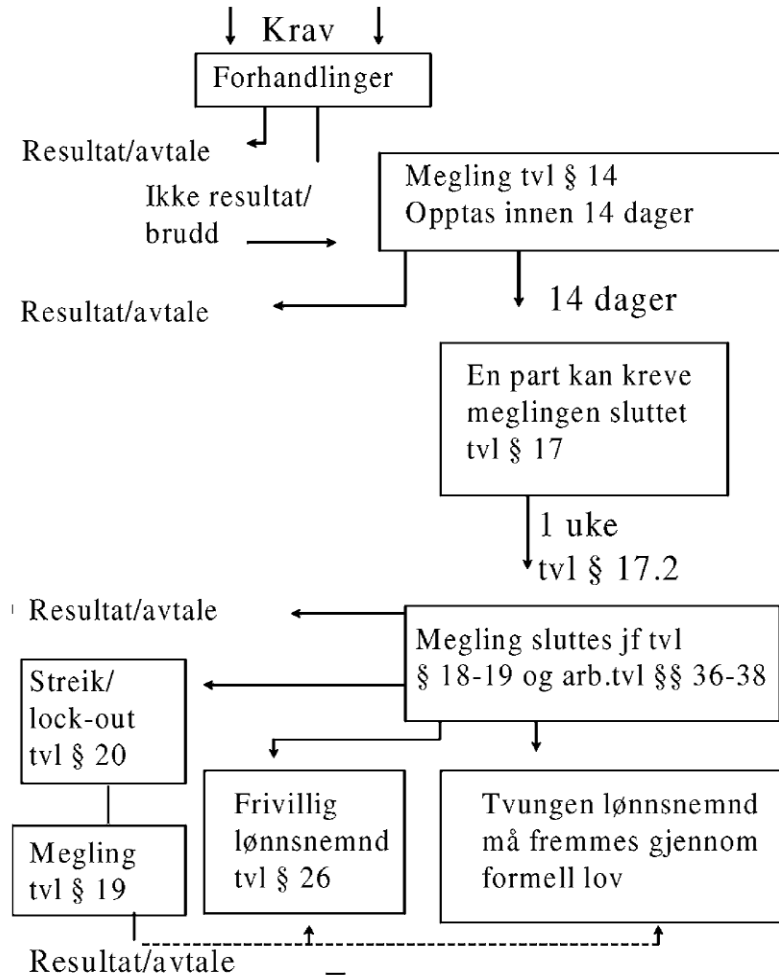 Krav
Forhandlinger
Resultat/avtale
Ikke resultat/
brudd
Megling tvl § 14
Opptas innen 14 dager
Resultat/avtale
14 dager
En part kan kreve
meglingen sluttet
tvl § 17
1 uke
tvl § 17.2
Resultat/avtale
Megling sluttes jf tvl
§ 18-19 og arb.tvl §§ 36-38
Streik/
lock-out
tvl § 20
Frivillig
lønnsnemnd
tvl § 26
Tvungen lønnsnemnd
må fremmes gjennom
formell lov
Megling
tvl § 19
Resultat/avtale